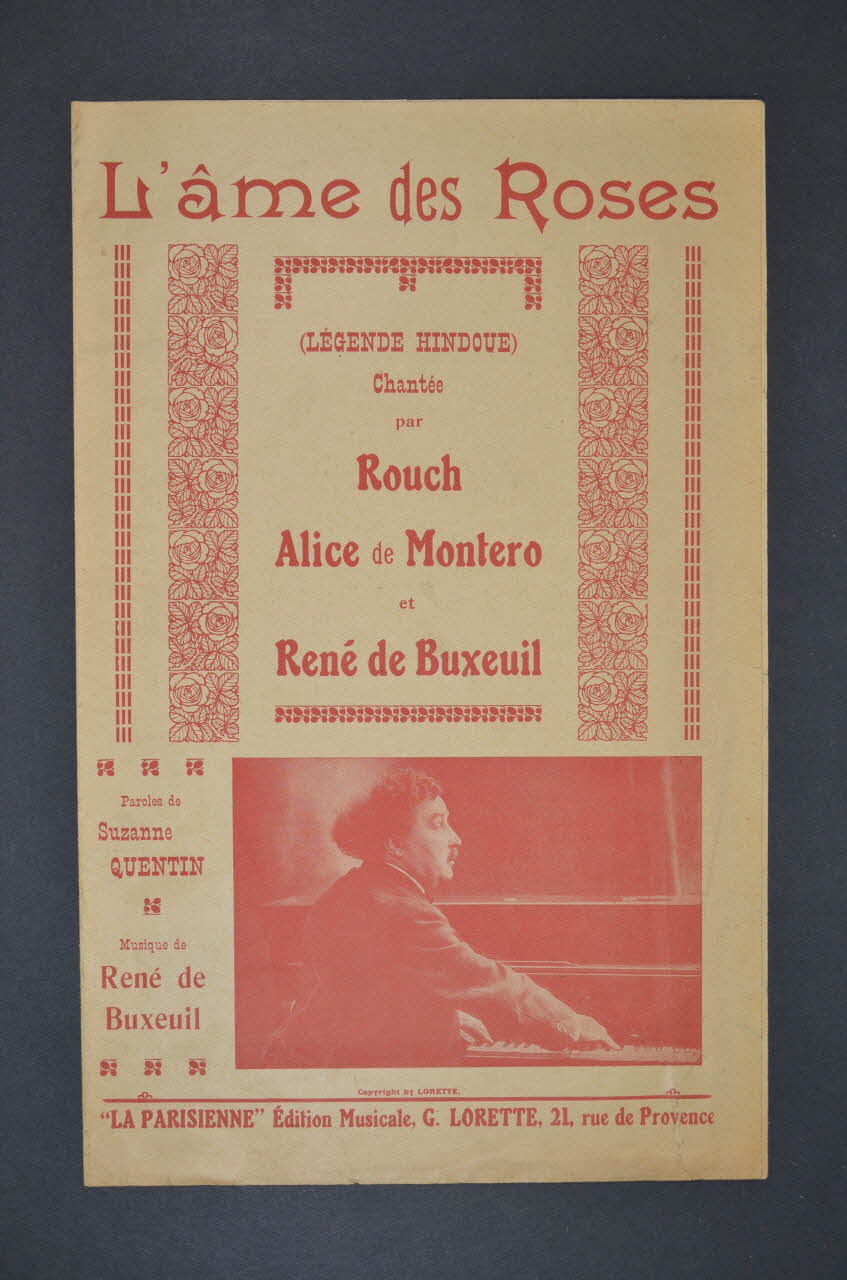 L'âme des Roses
(LÉGENDE HINDOUE)
Chantée
par
Rouch
Alice de Montero
et
René de Buxeuil
Paroles de
Suzanne
QUENTIN
Musique de
René de
Buxeuil
Copyright by LORETTE.
"LA PARISIENNE" Édition Musicale, G. LORETTE, 21, rue de Provence